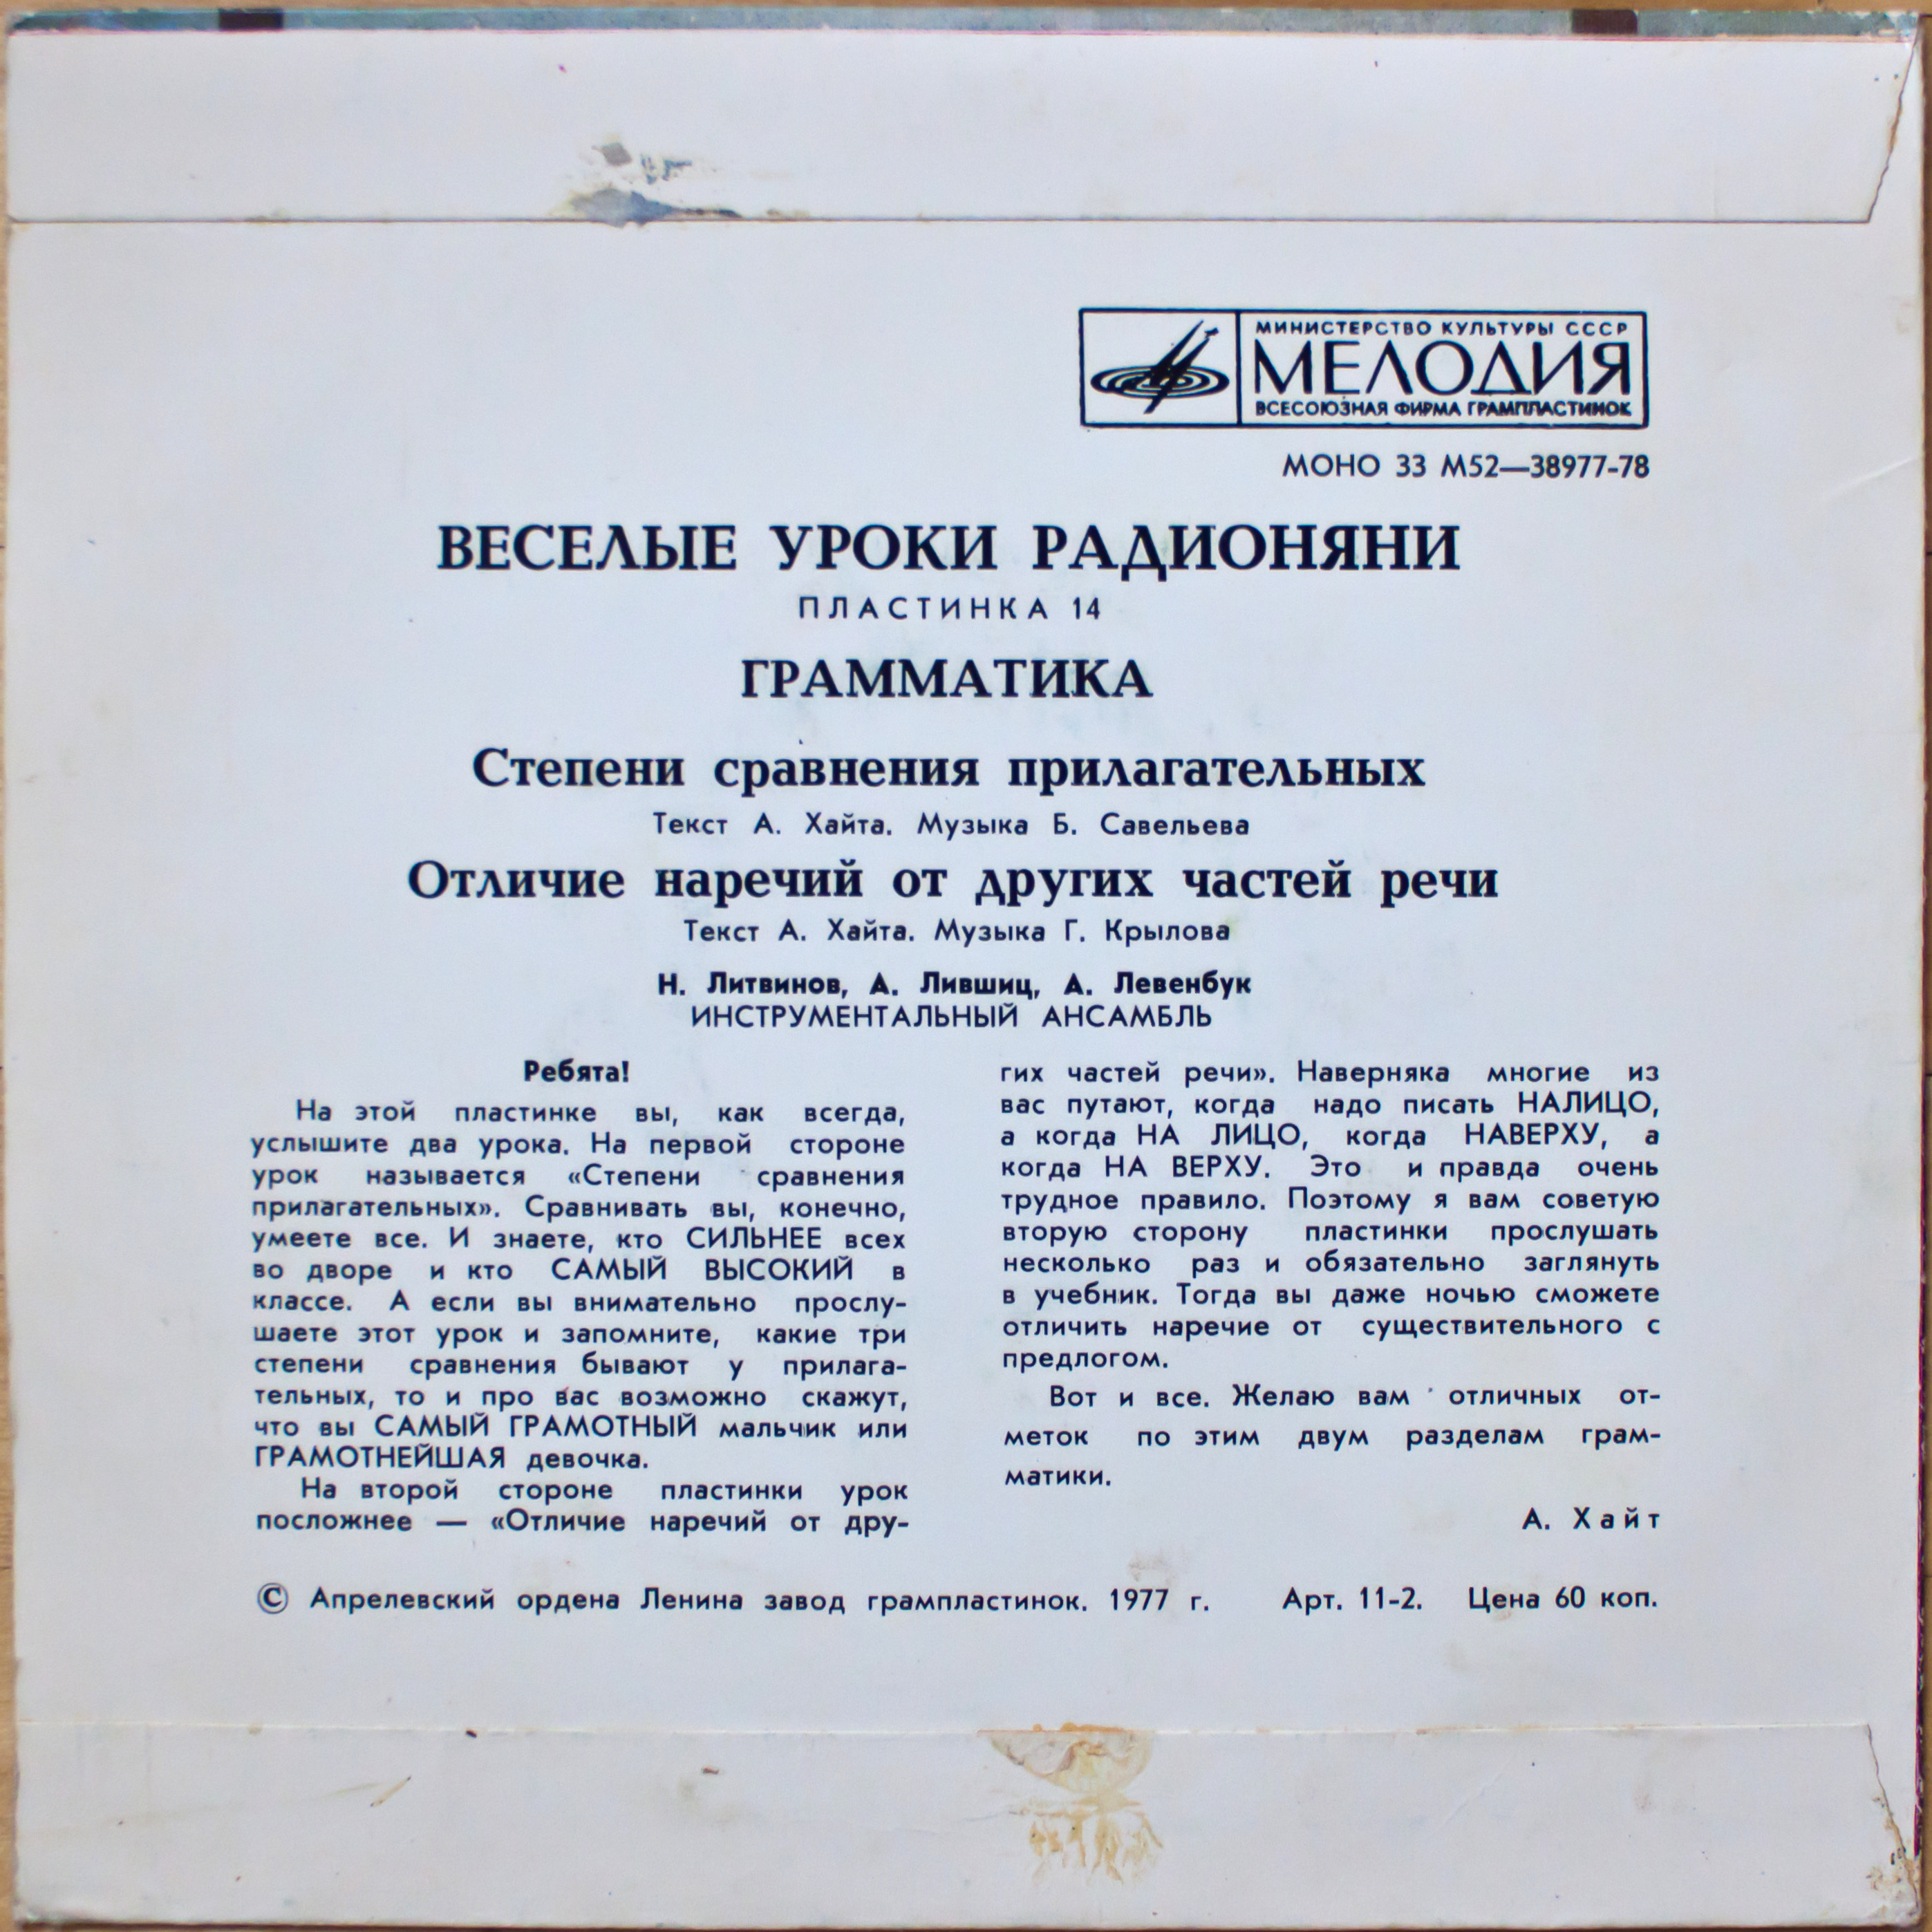 МИНИСТЕРСТВО КУЛЬТУРЫ СССР
МЕЛОДИЯ
ВСЕСОЮЗНАЯ ФИРМА ГРАМПЛАСТИНОК
МОНО 33 М52—38977-78
ВЕСЕЛЫЕ УРОКИ РАДИОНЯНИ
ПЛАСТИНКА 14
ГРАММАТИКА
Степени сравнения прилагательных
Текст А. Хайта. Музыка Б. Савельева
Отличие наречий от других частей речи
Текст А. Хайта. Музыка Г. Крылова
Н. Литвинов, А. Лившиц, А. Левенбук
ИНСТРУМЕНТАЛЬНЫЙ АНСАМБЛЬ
Ребята!
На этой пластинке вы, как всегда,
услышите два урока. На первой стороне
урок называется «Степени сравнения
прилагательных». Сравнивать вы, конечно,
умеете все. И знаете, кто СИЛЬНЕЕ всех
во дворе и кто САМЫЙ ВЫСОКИЙ в
классе. А если вы внимательно прослу-
шаете этот урок и запомните, какие три
степени сравнения бывают у прилага-
тельных, то и про вас возможно скажут,
что вы САМЫЙ ГРАМОТНЫЙ мальчик или
ГРАМОТНЕЙШАЯ девочка.
На второй стороне пластинки урок
посложнее — «Отличие наречий от дру-
гих частей речи». Наверняка многие из
вас путают, когда надо писать НАЛИЦО,
а когда НА ЛИЦО, когда НАВЕРХУ, а
когда НА ВЕРХУ. Это и правда очень
трудное правило. Поэтому я вам советую
вторую сторону пластинки прослушать
несколько раз и обязательно заглянуть
в учебник. Тогда вы даже ночью сможете
отличить наречие от существительного с
предлогом.
Вот и все. Желаю вам отличных от-
меток по этим двум разделам грам-
матики.
А. Хайт
© Апрелевский ордена Ленина завод грампластинок. 1977 г. Арт. 11-2. Цена 60 коп.